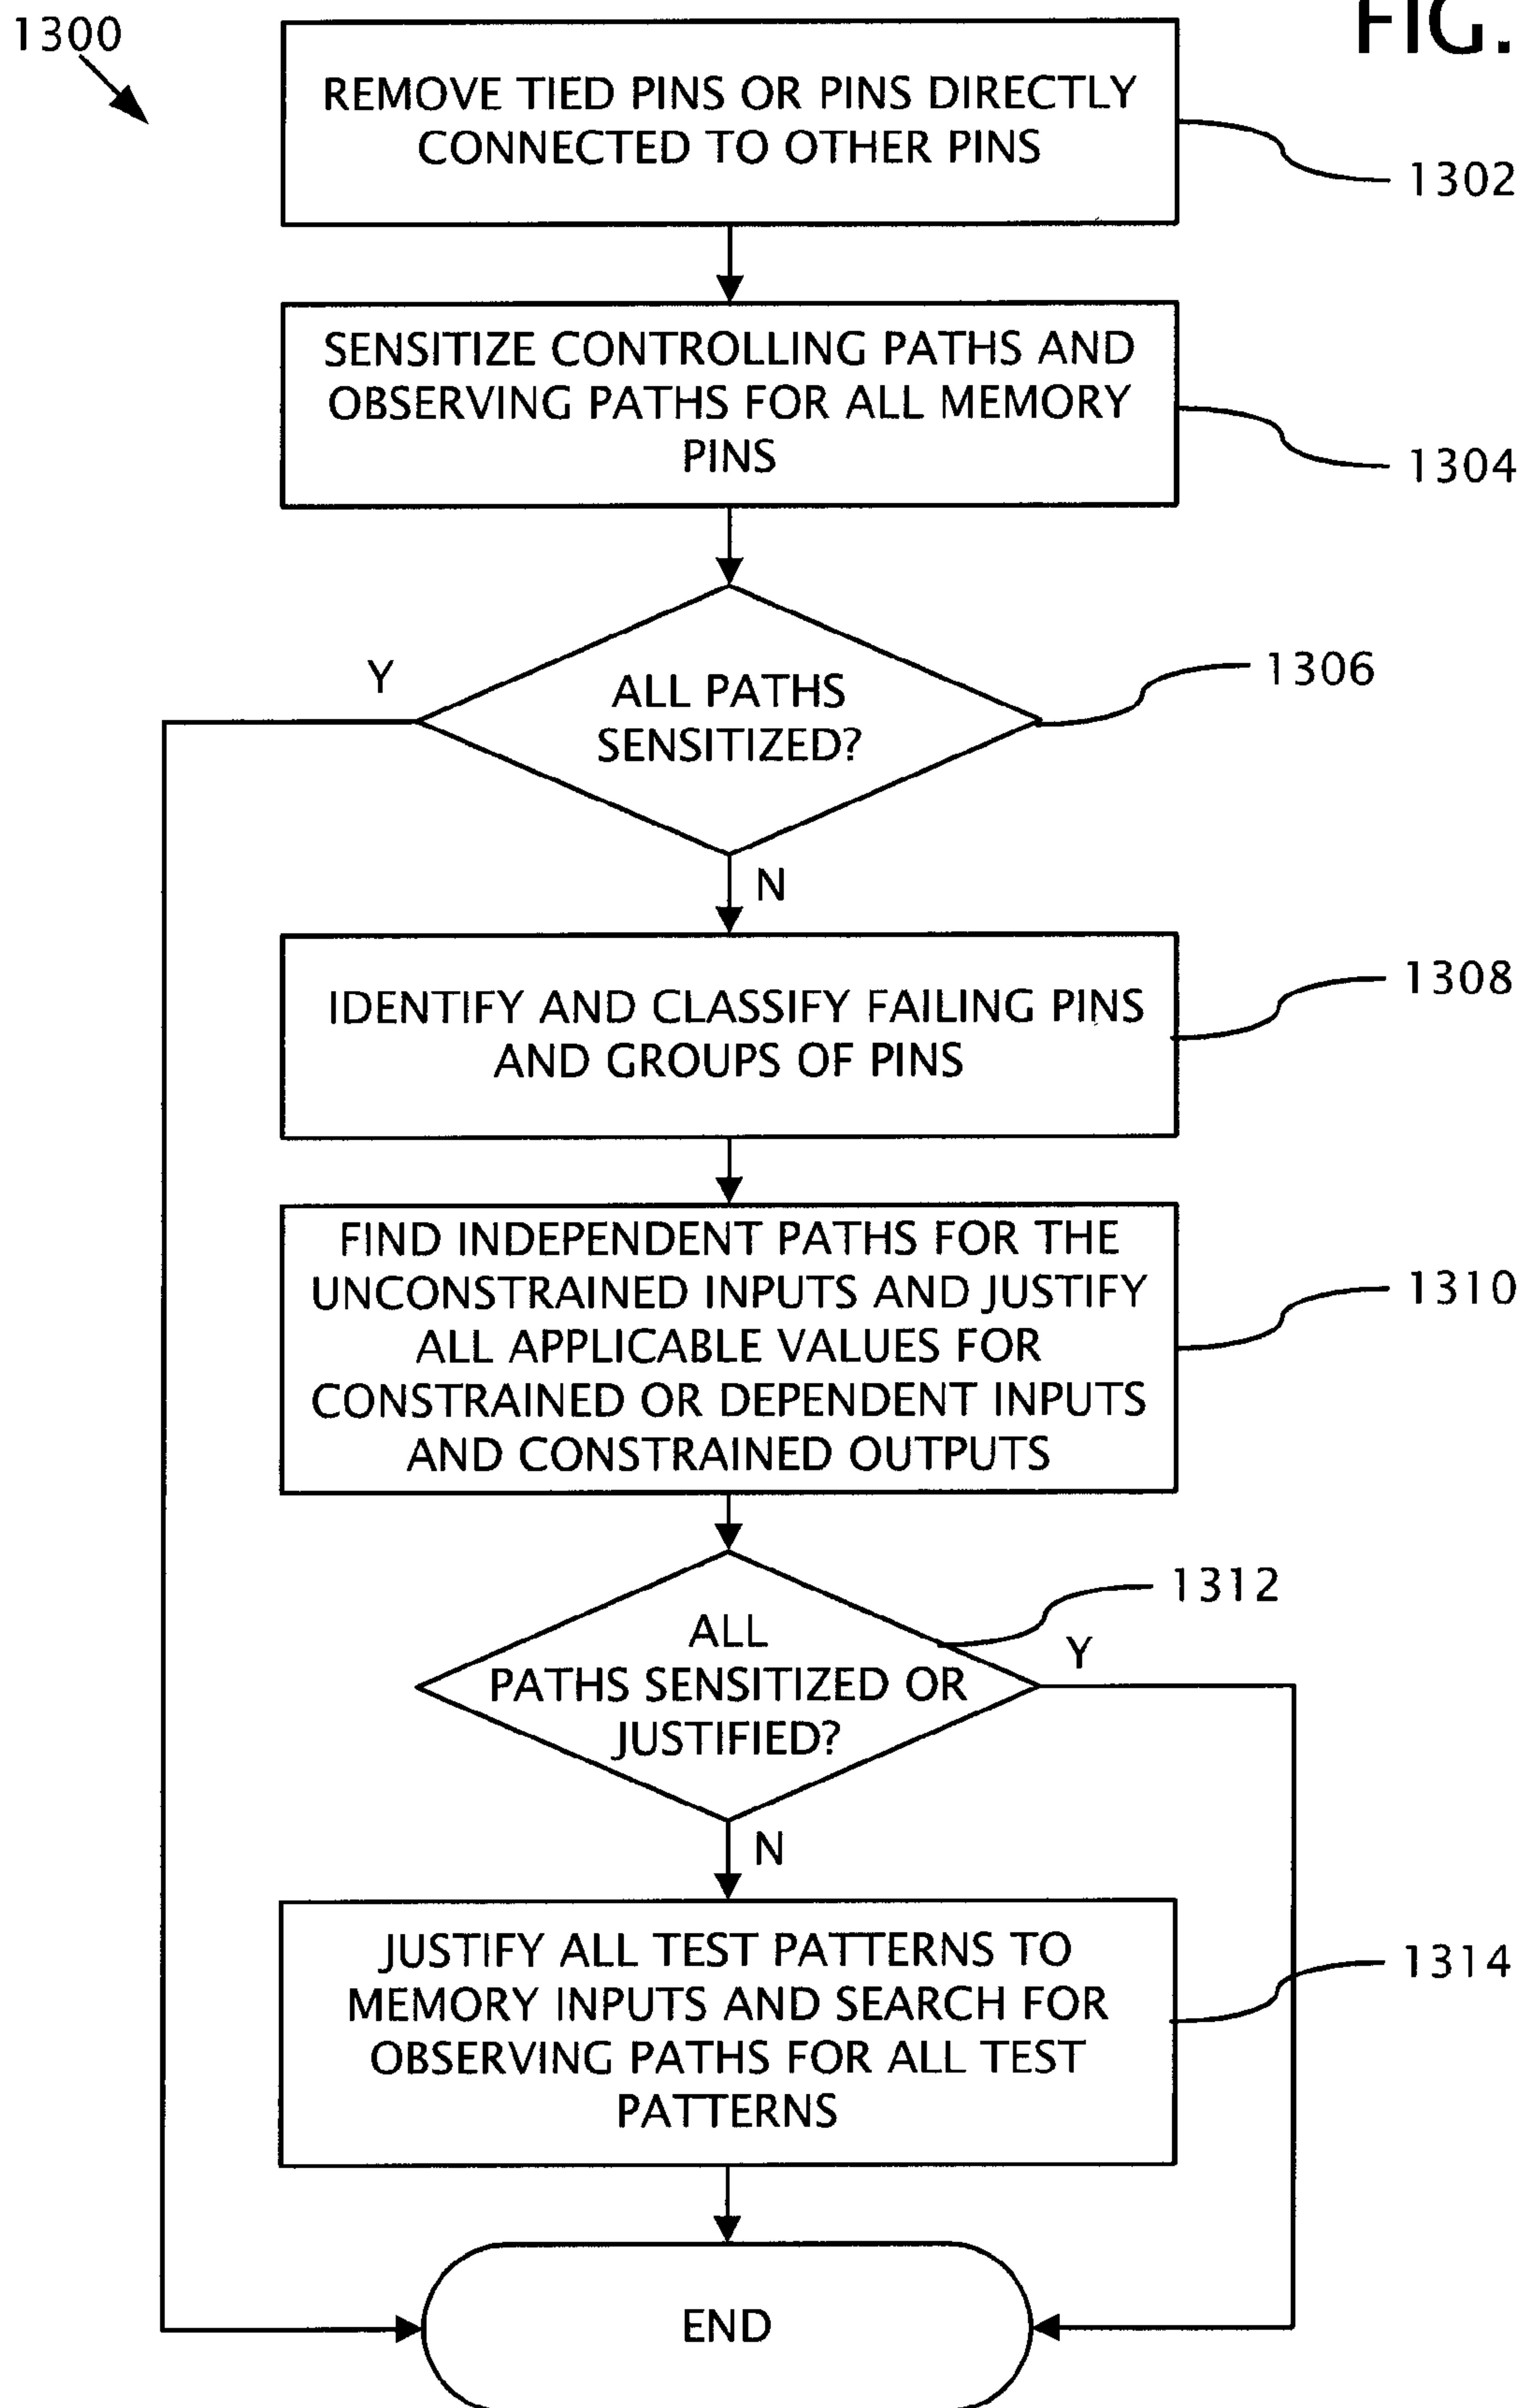 1300
FIG.
REMOVE TIED PINS OR PINS DIRECTLY
CONNECTED TO OTHER PINS
1302
SENSITIZE CONTROLLING PATHS AND
OBSERVING PATHS FOR ALL MEMORY
PINS
1304
Y
ALL PATHS
SENSITIZED?
1306
N
IDENTIFY AND CLASSIFY FAILING PINS
AND GROUPS OF PINS
1308
FIND INDEPENDENT PATHS FOR THE
UNCONSTRAINED INPUTS AND JUSTIFY
ALL APPLICABLE VALUES FOR
CONSTRAINED OR DEPENDENT INPUTS
AND CONSTRAINED OUTPUTS
1310
1312
ALL
PATHS SENSITIZED OR
JUSTIFIED?
Y
N
JUSTIFY ALL TEST PATTERNS TO
MEMORY INPUTS AND SEARCH FOR
OBSERVING PATHS FOR ALL TEST
PATTERNS
1314
END